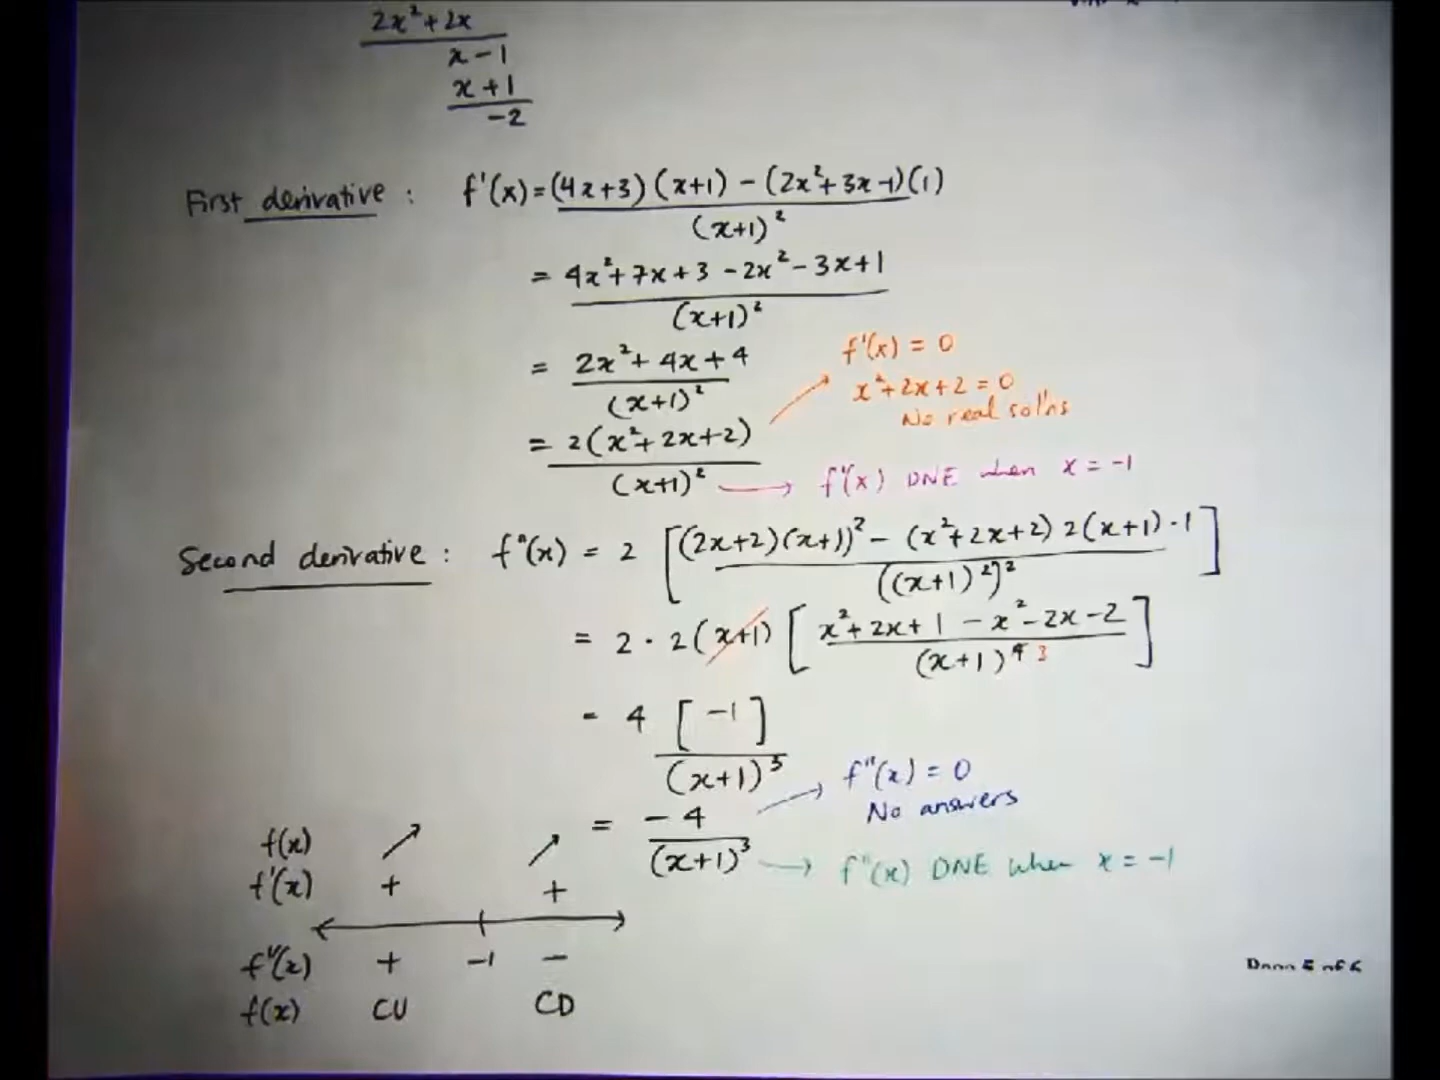 2x² + 2x
x - 1
x + 1
-2
First derivative : f'(x) = (4x+3)(x+1) - (2x²+3x-1)(1)
(x+1)²
= 4x²+7x+3 - 2x² - 3x+1
(x+1)²
= 2x²+ 4x + 4
(x+1)²
f'(x) = 0
x²+2x+2 = 0
No real sol'ns
= 2(x²+ 2x+2)
(x+1)² → f'(x) DNE when x = -1
Second derivative : f"(x) = 2 [(2x+2)(x+1)² - (x²+2x+2) 2(x+1)·1]
((x+1)²)²
= 2 · 2(x+1) [x²+ 2x+1 - x² - 2x - 2]
(x+1)⁴ 3
= 4 [-1]
(x+1)³
f"(x) = 0
No answers
= -4
(x+1)³ → f"(x) DNE when x = -1
f(x) ↗ ↗
f'(x) + +
f"(x) + -1 -
f(x) CU CD